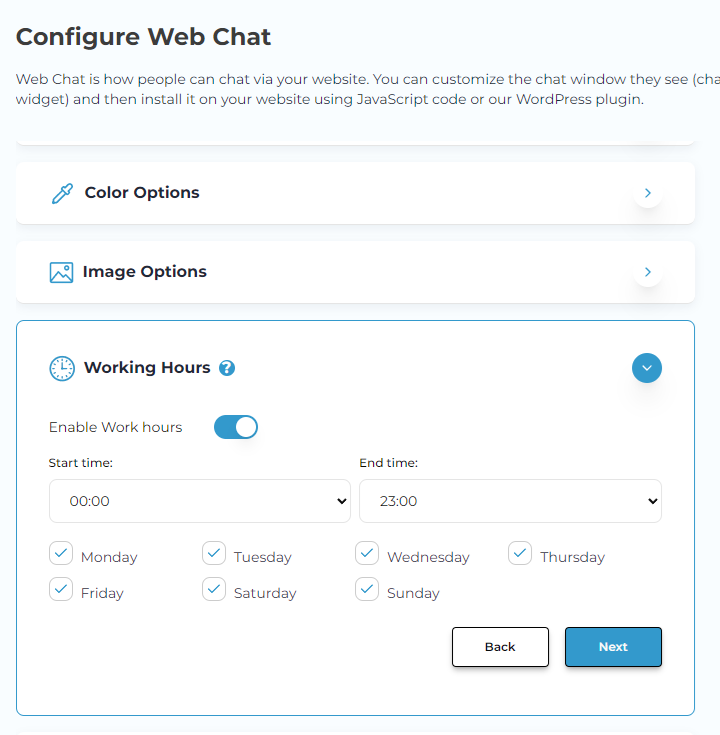 Configure Web Chat
Web Chat is how people can chat via your website. You can customize the chat window they see (cha
widget) and then install it on your website using JavaScript code or our WordPress plugin.
Color Options
Image Options
Working Hours ?
Enable Work hours
Start time: End time:
00:00 23:00
Monday Tuesday Wednesday Thursday
Friday Saturday Sunday
Back Next